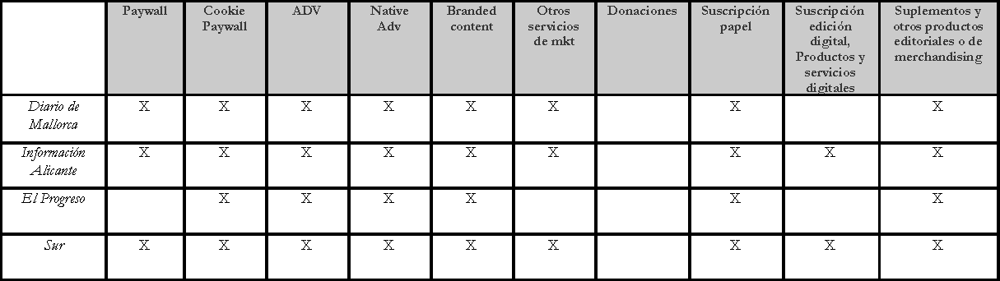 Paywall Cookie Paywall ADV Native Adv Branded content Otros servicios de mkt Donaciones Suscripción papel Suscripción edición digital, Productos y servicios digitales Suplementos y otros productos editoriales o de merchandising
Diario de Mallorca X X X X X X X X
Información Alicante X X X X X X X X X
El Progreso X X X X X X
Sur X X X X X X X X X